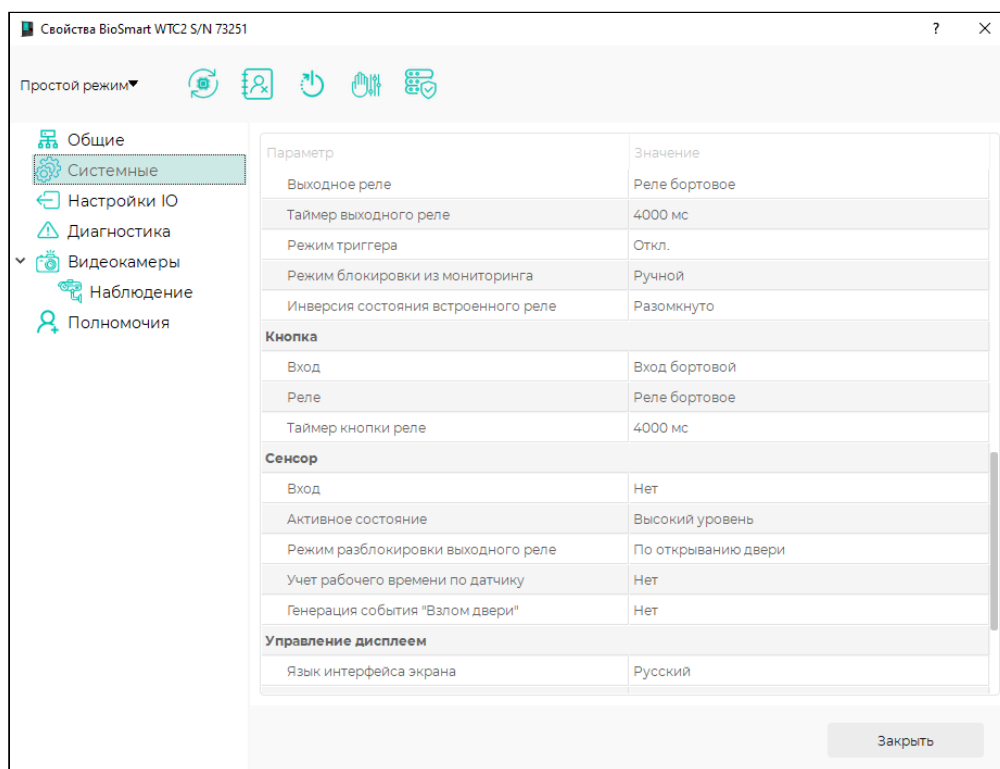 Свойства BioSmart WTC2 S/N 73251
Простой режим
Общие
Системные
Настройки IO
Диагностика
Видеокамеры
Наблюдение
Полномочия
Параметр Значение
Выходное реле Реле бортовое
Таймер выходного реле 4000 мс
Режим триггера Откл.
Режим блокировки из мониторинга Ручной
Инверсия состояния встроенного реле Разомкнуто
Кнопка
Вход Вход бортовой
Реле Реле бортовое
Таймер кнопки реле 4000 мс
Сенсор
Вход Нет
Активное состояние Высокий уровень
Режим разблокировки выходного реле По открыванию двери
Учет рабочего времени по датчику Нет
Генерация события "Взлом двери" Нет
Управление дисплеем
Язык интерфейса экрана Русский
Закрыть